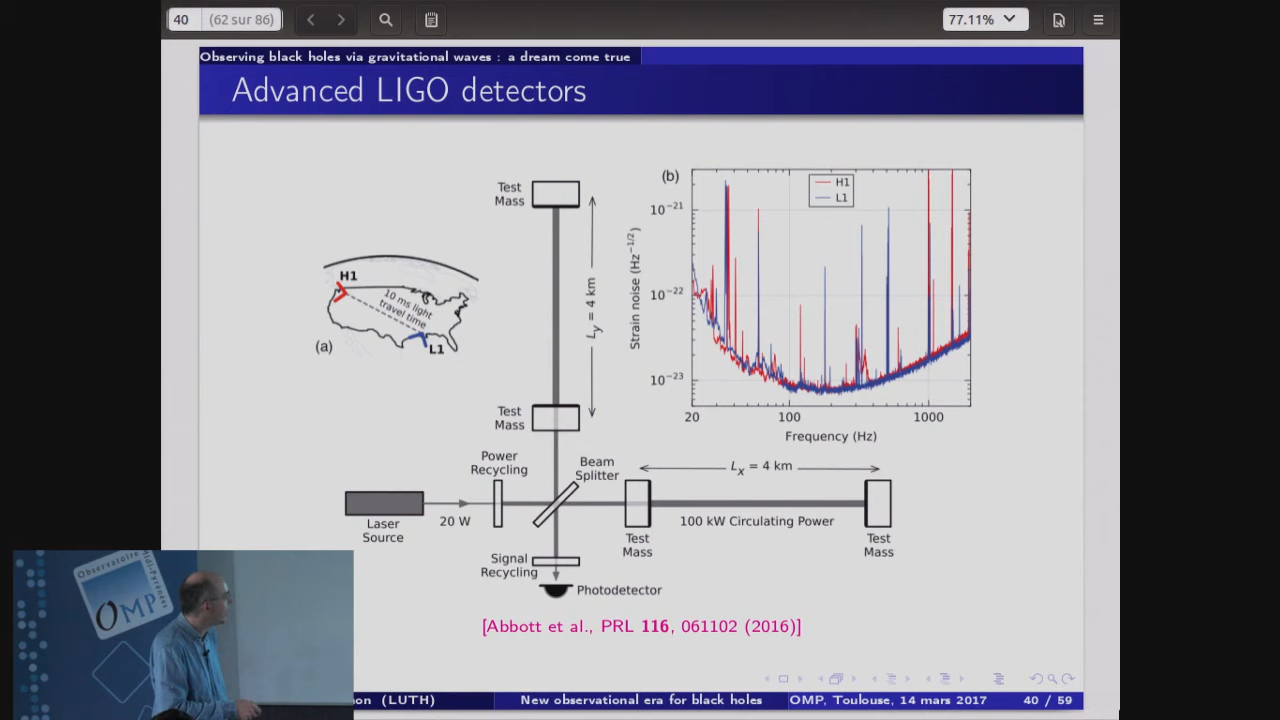 40 (62 sur 86) 77.11%
Observing black holes via gravitational waves : a dream come true
Advanced LIGO detectors
H1
10 ms light
travel time
(a)
L1
Test
Mass
L_y = 4 km
Test
Mass
(b)
H1
L1
10^-21
10^-22
10^-23
Strain noise (Hz^-1/2)
20 100 1000
Frequency (Hz)
Power
Recycling
Beam
Splitter
L_x = 4 km
Laser
Source
20 W
100 kW Circulating Power
Test
Mass
Test
Mass
Signal
Recycling
Photodetector
[Abbott et al., PRL 116, 061102 (2016)]
(LUTH) New observational era for black holes OMP, Toulouse, 14 mars 2017 40 / 59
Observatoire Midi-Pyrénées
OMP